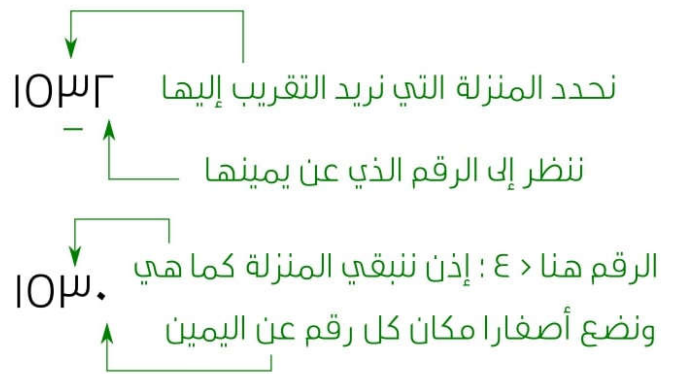 ١٥٣٢
نحدد المنزلة التي نريد التقريب إليها
ننظر إلى الرقم الذي عن يمينها
الرقم هنا < ٤ ؛ إذن ننبقي المنزلة كما هي
١٥٣٠
ونضع أصفارا مكان كل رقم عن اليمين